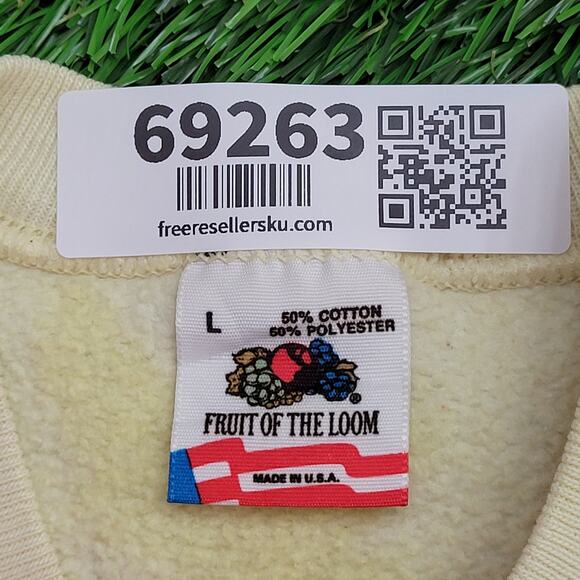 69263
freeresellersku.com
L
50% COTTON
50% POLYESTER
®
FRUIT OF THE LOOM
MADE IN U.S.A.